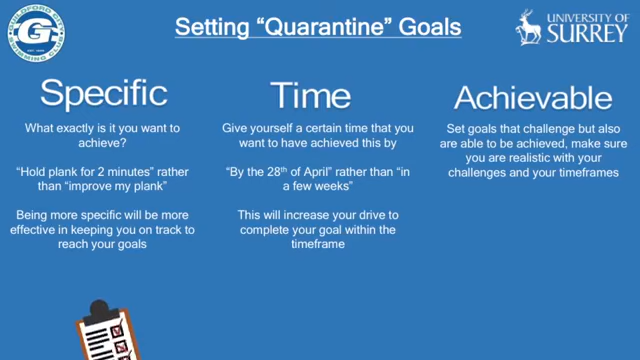 GUILDFORD CITY
SWIMMING CLUB
Setting “Quarantine” Goals
UNIVERSITY OF
SURREY
Specific
What exactly is it you want to
achieve?
“Hold plank for 2 minutes” rather
than “improve my plank”
Being more specific will be more
effective in keeping you on track to
reach your goals
Time
Give yourself a certain time that you
want to have achieved this by
“By the 28th of April” rather than “in
a few weeks”
This will increase your drive to
complete your goal within the
timeframe
Achievable
Set goals that challenge but also
are able to be achieved, make sure
you are realistic with your
challenges and your timeframes